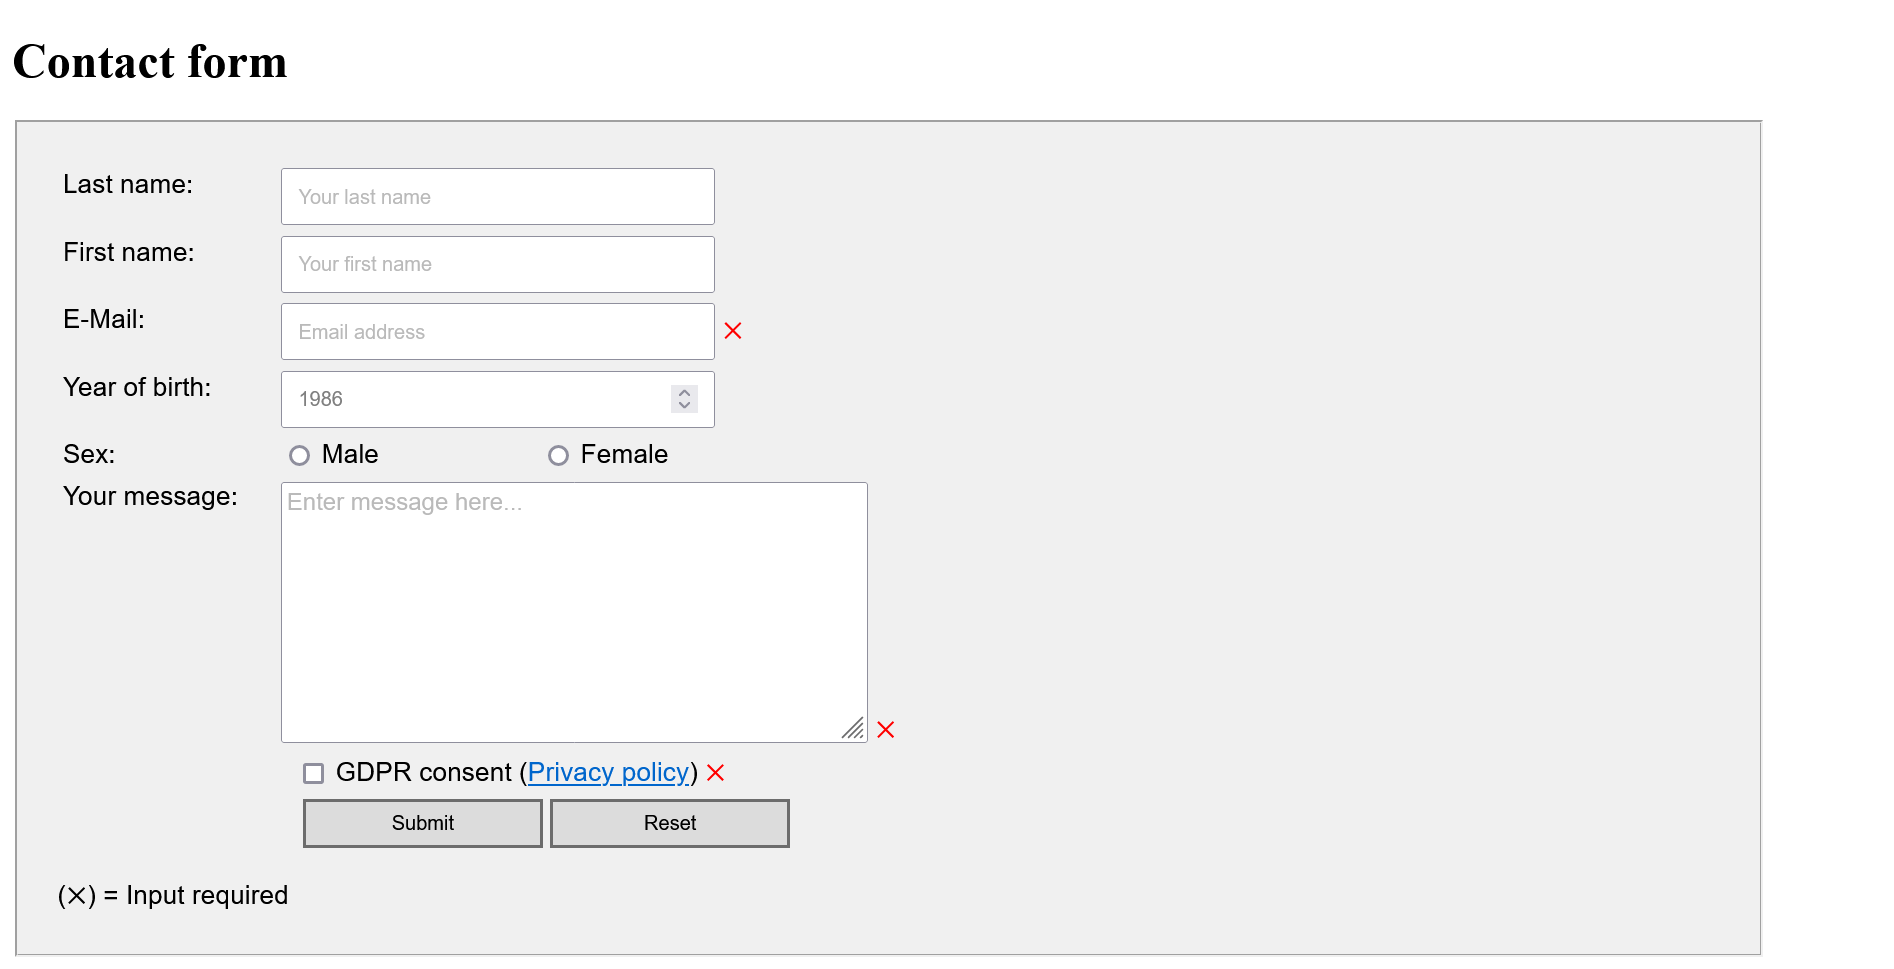 Contact form
Last name: Your last name
First name: Your first name
E-Mail: Email address ✕
Year of birth: 1986
Sex: Male Female
Your message: Enter message here...
✕
GDPR consent (Privacy policy) ✕
Submit Reset
(✕) = Input required